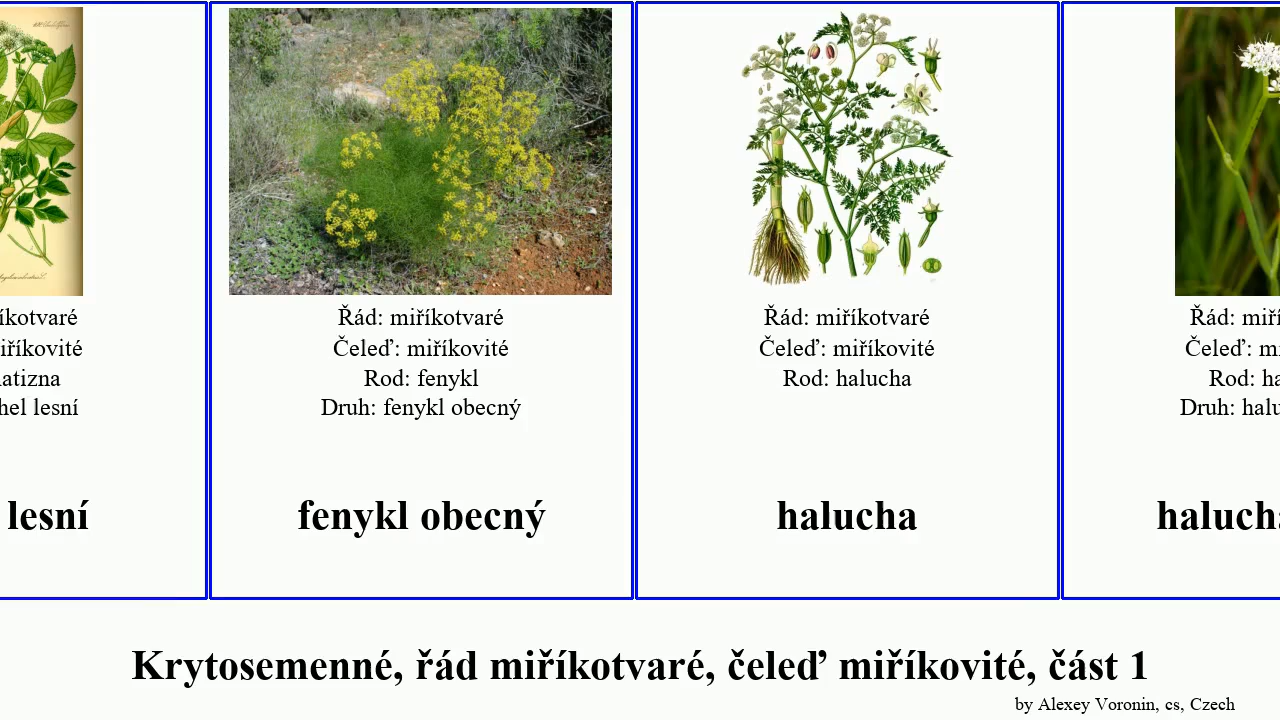 íkotvaré
iříkovité
atizna
hel lesní
lesní
Řád: miříkotvaré
Čeleď: miříkovité
Rod: fenykl
Druh: fenykl obecný
fenykl obecný
Řád: miříkotvaré
Čeleď: miříkovité
Rod: halucha
halucha
Řád: miří
Čeleď: m
Rod: ha
Druh: halu
haluch
Krytosemenné, řád miříkotvaré, čeleď miříkovité, část 1
by Alexey Voronin, cs, Czech